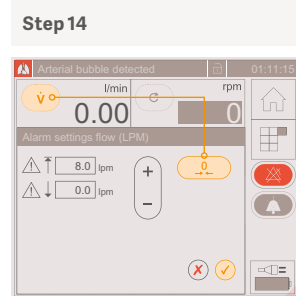 Step 14
Arterial bubble detected 01:11:15
l/min rpm
V̇ C
0.00 0
Alarm settings flow (LPM)
8.0 lpm + 0
0.0 lpm
−